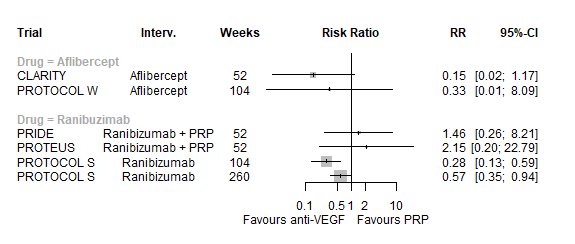 Trial Interv. Weeks Risk Ratio RR 95%-CI
Drug = Aflibercept
CLARITY Aflibercept 52 0.15 [0.02; 1.17]
PROTOCOL W Aflibercept 104 0.33 [0.01; 8.09]
Drug = Ranibuzimab
PRIDE Ranibizumab + PRP 52 1.46 [0.26; 8.21]
PROTEUS Ranibizumab + PRP 52 2.15 [0.20; 22.79]
PROTOCOL S Ranibizumab 104 0.28 [0.13; 0.59]
PROTOCOL S Ranibizumab 260 0.57 [0.35; 0.94]
0.1 0.5 1 2 10
Favours anti-VEGF Favours PRP